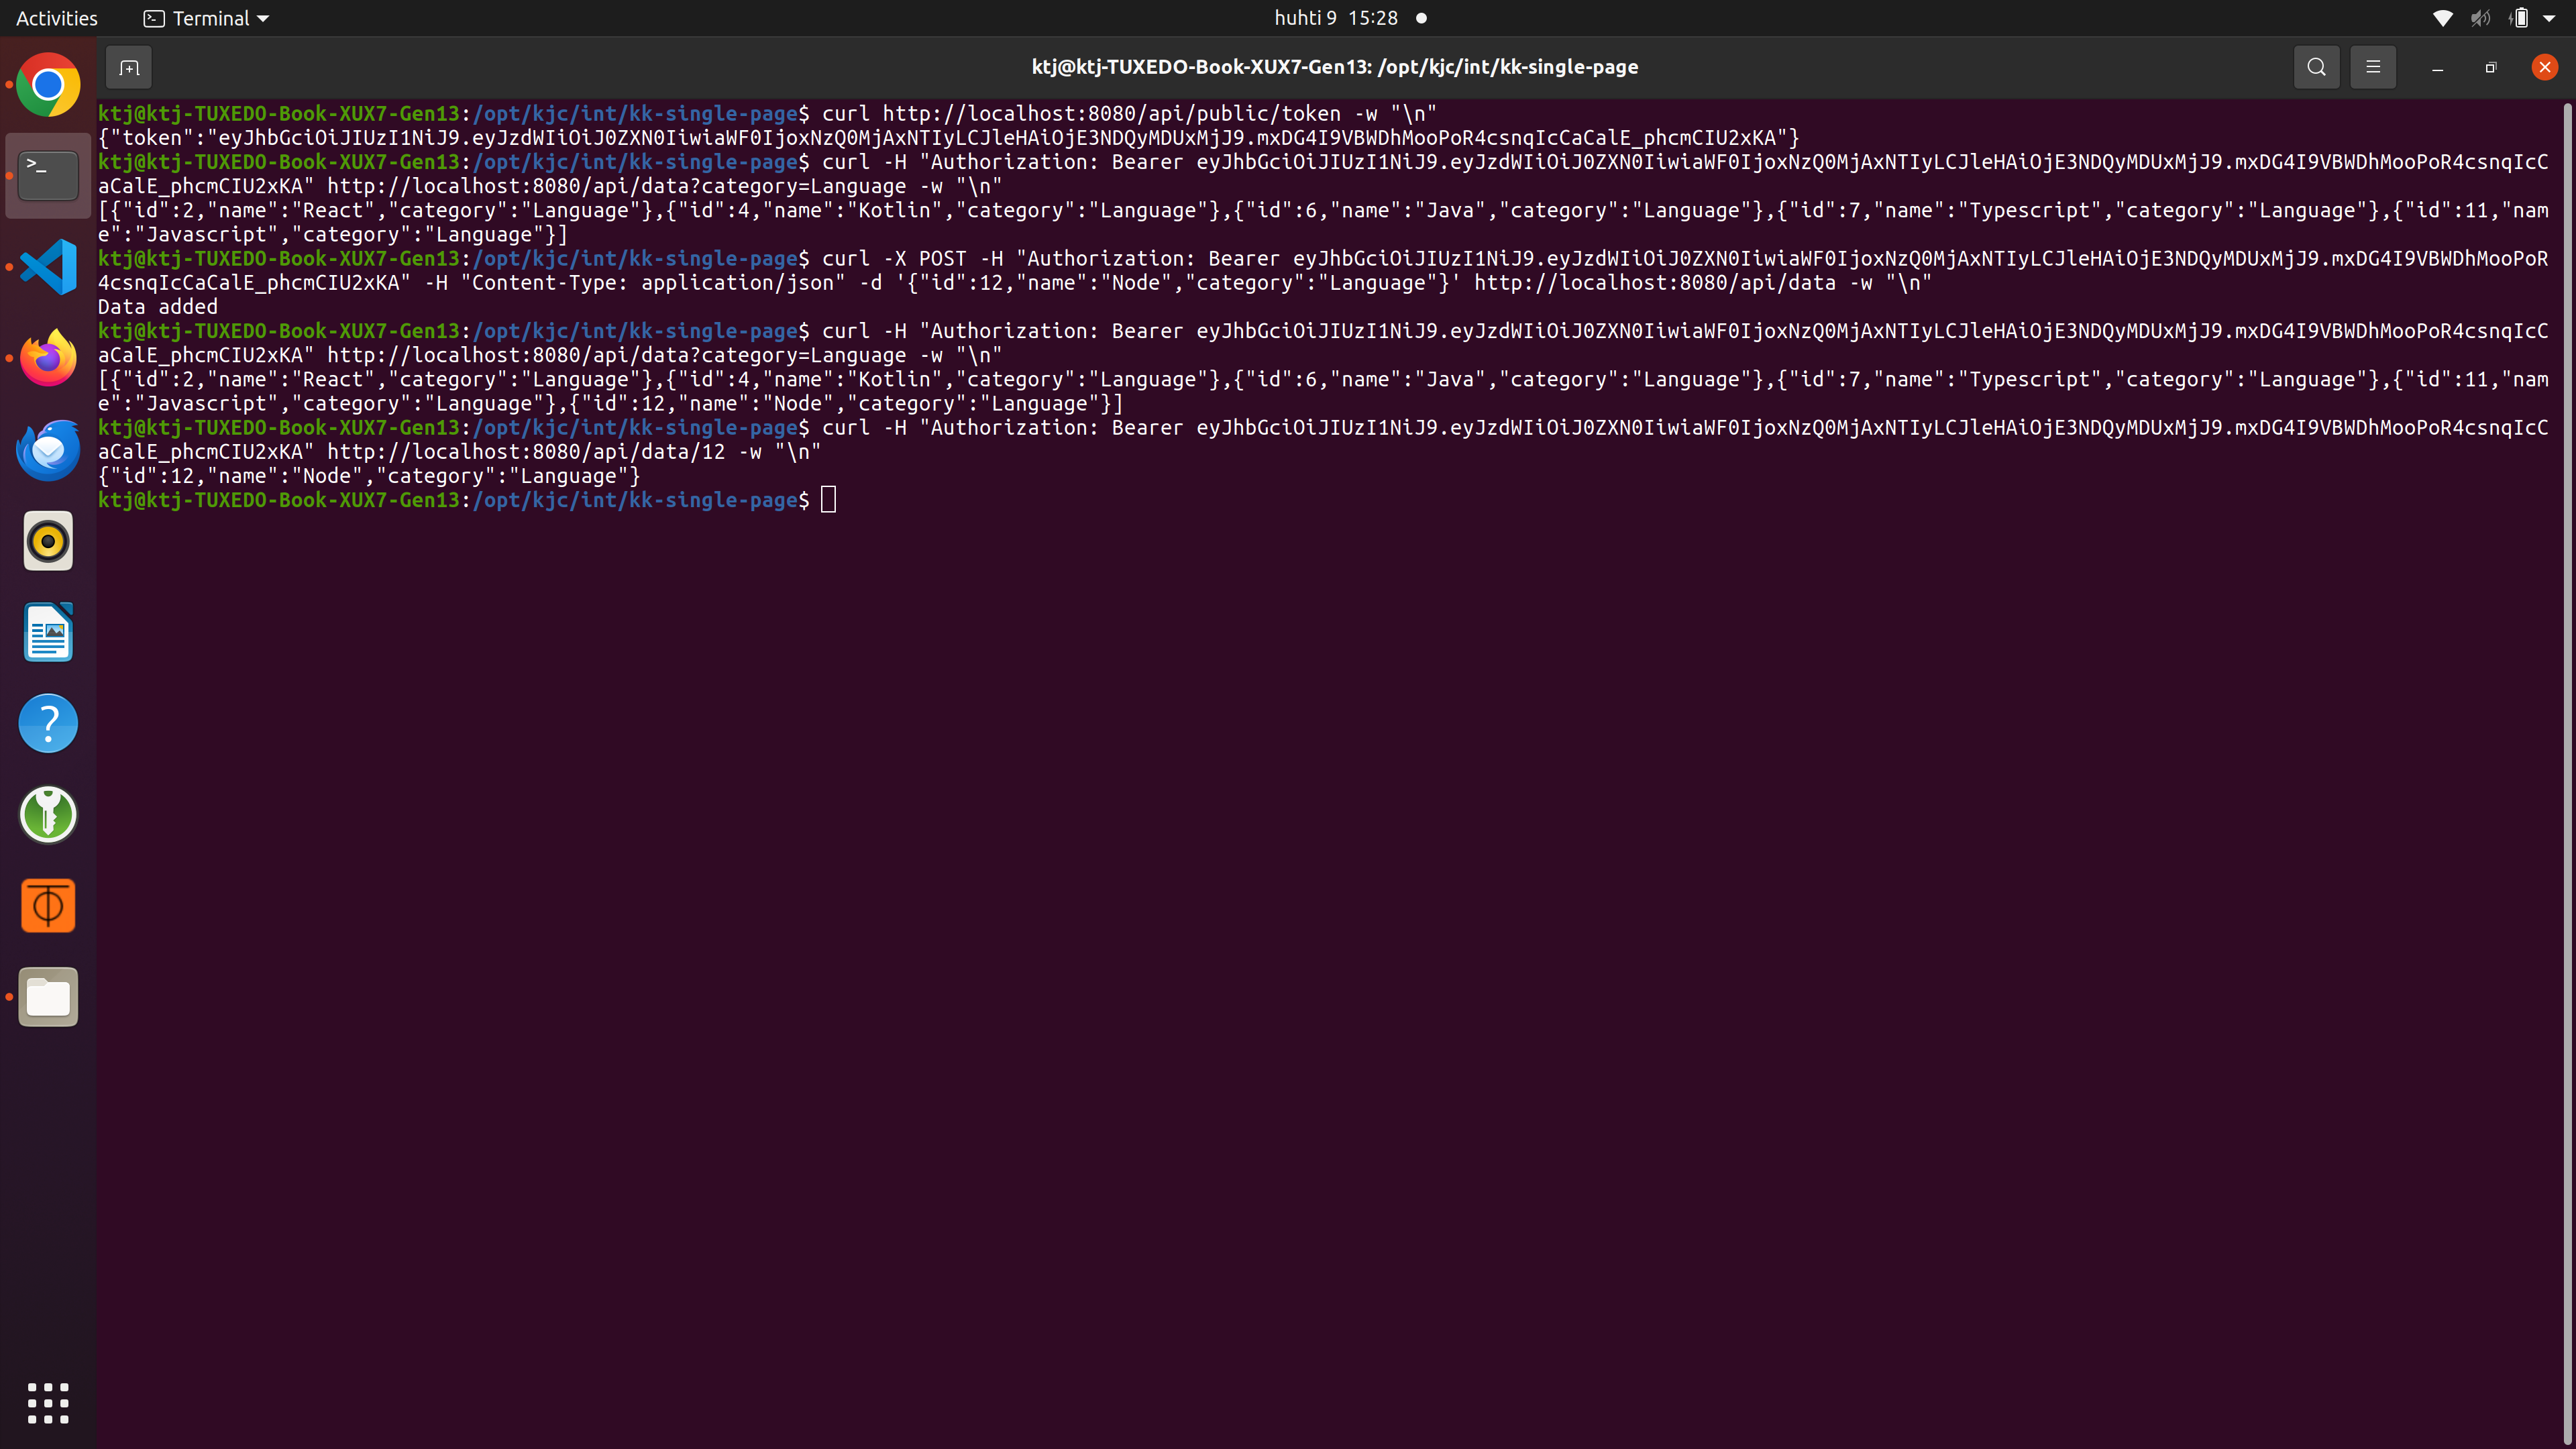 Activities
Terminal
huhti 9 15:28
ktj@ktj-TUXEDO-Book-XUX7-Gen13: /opt/kjc/int/kk-single-page
ktj@ktj-TUXEDO-Book-XUX7-Gen13:/opt/kjc/int/kk-single-page$ curl http://localhost:8080/api/public/token -w "\n"
{"token":"eyJhbGciOiJIUzI1NiJ9.eyJzdWIiOiJ0ZXN0IiwiaWF0IjoxNzQ0MjAxNTIyLCJleHAiOjE3NDQyMDUxMjJ9.mxDG4I9VBWDhMooPoR4csnqIcCaCalE_phcmCIU2xKA"}
ktj@ktj-TUXEDO-Book-XUX7-Gen13:/opt/kjc/int/kk-single-page$ curl -H "Authorization: Bearer eyJhbGciOiJIUzI1NiJ9.eyJzdWIiOiJ0ZXN0IiwiaWF0IjoxNzQ0MjAxNTIyLCJleHAiOjE3NDQyMDUxMjJ9.mxDG4I9VBWDhMooPoR4csnqIcC
aCalE_phcmCIU2xKA" http://localhost:8080/api/data?category=Language -w "\n"
[{"id":2,"name":"React","category":"Language"},{"id":4,"name":"Kotlin","category":"Language"},{"id":6,"name":"Java","category":"Language"},{"id":7,"name":"Typescript","category":"Language"},{"id":11,"nam
e":"Javascript","category":"Language"}]
ktj@ktj-TUXEDO-Book-XUX7-Gen13:/opt/kjc/int/kk-single-page$ curl -X POST -H "Authorization: Bearer eyJhbGciOiJIUzI1NiJ9.eyJzdWIiOiJ0ZXN0IiwiaWF0IjoxNzQ0MjAxNTIyLCJleHAiOjE3NDQyMDUxMjJ9.mxDG4I9VBWDhMooPoR
4csnqIcCaCalE_phcmCIU2xKA" -H "Content-Type: application/json" -d '{"id":12,"name":"Node","category":"Language"}' http://localhost:8080/api/data -w "\n"
Data added
ktj@ktj-TUXEDO-Book-XUX7-Gen13:/opt/kjc/int/kk-single-page$ curl -H "Authorization: Bearer eyJhbGciOiJIUzI1NiJ9.eyJzdWIiOiJ0ZXN0IiwiaWF0IjoxNzQ0MjAxNTIyLCJleHAiOjE3NDQyMDUxMjJ9.mxDG4I9VBWDhMooPoR4csnqIcC
aCalE_phcmCIU2xKA" http://localhost:8080/api/data?category=Language -w "\n"
[{"id":2,"name":"React","category":"Language"},{"id":4,"name":"Kotlin","category":"Language"},{"id":6,"name":"Java","category":"Language"},{"id":7,"name":"Typescript","category":"Language"},{"id":11,"nam
e":"Javascript","category":"Language"},{"id":12,"name":"Node","category":"Language"}]
ktj@ktj-TUXEDO-Book-XUX7-Gen13:/opt/kjc/int/kk-single-page$ curl -H "Authorization: Bearer eyJhbGciOiJIUzI1NiJ9.eyJzdWIiOiJ0ZXN0IiwiaWF0IjoxNzQ0MjAxNTIyLCJleHAiOjE3NDQyMDUxMjJ9.mxDG4I9VBWDhMooPoR4csnqIcC
aCalE_phcmCIU2xKA" http://localhost:8080/api/data/12 -w "\n"
{"id":12,"name":"Node","category":"Language"}
ktj@ktj-TUXEDO-Book-XUX7-Gen13:/opt/kjc/int/kk-single-page$